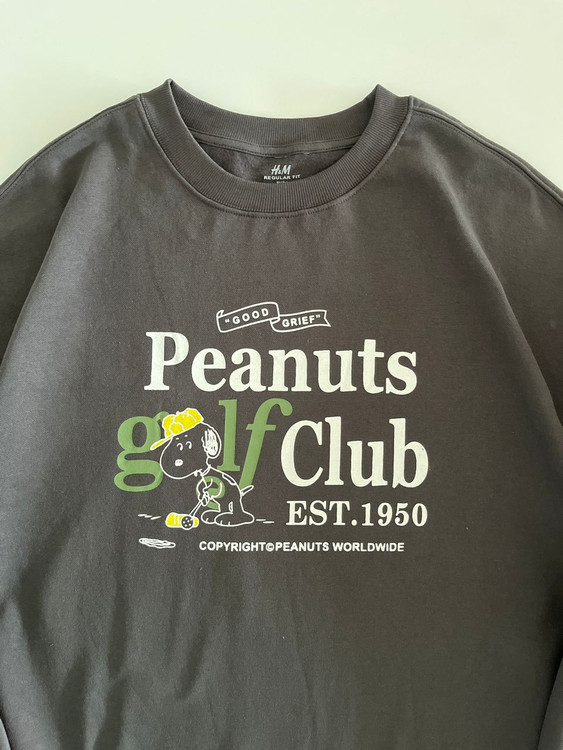 H&M
REGULAR FIT
"GOOD GRIEF"
Peanuts
golf Club
EST.1950
COPYRIGHT©PEANUTS WORLDWIDE